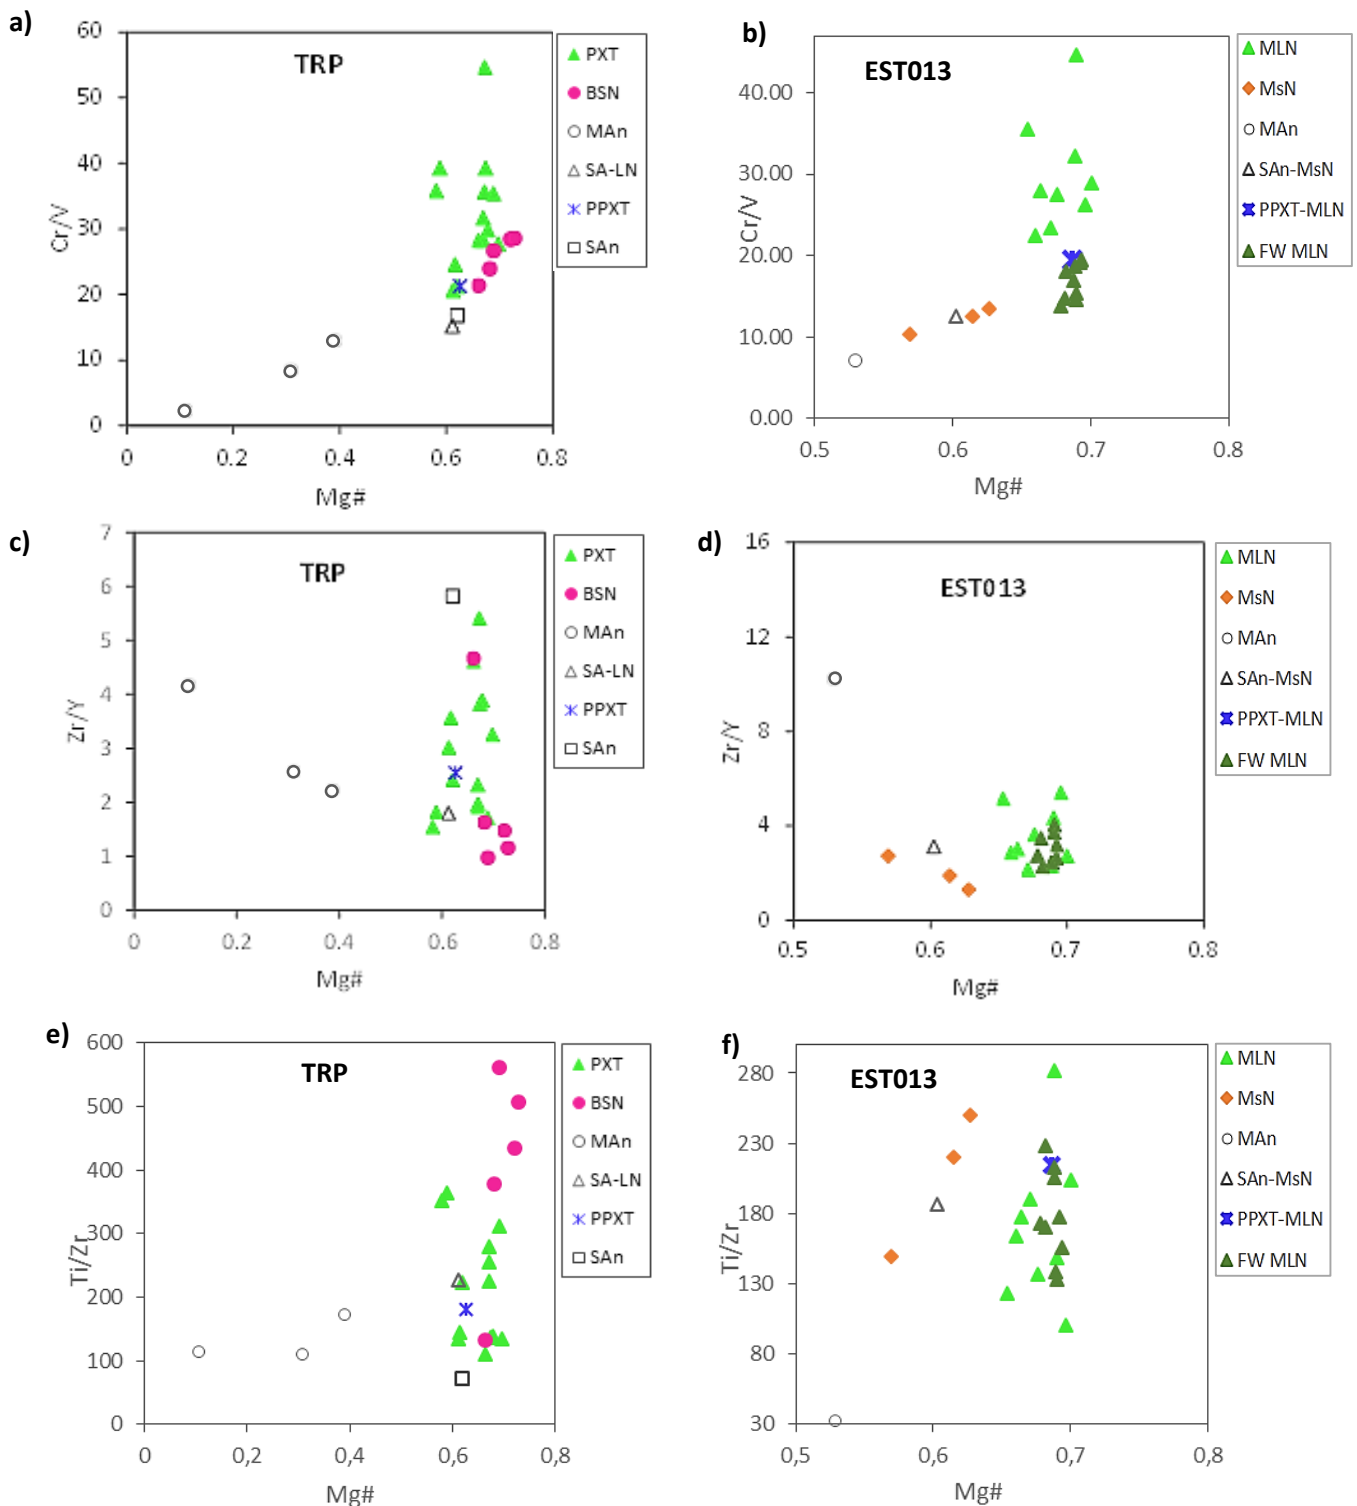 a)
TRP
60
50
40
30
20
10
0
Cr/V
0 0.2 0.4 0.6 0.8
Mg#
PXT
BSN
MAn
SA-LN
PPXT
SAn
b)
EST013
40.00
30.00
20.00
10.00
0.00
Cr/V
0.5 0.6 0.7 0.8
Mg#
MLN
MsN
MAn
SAn-MsN
PPXT-MLN
FW MLN
c)
TRP
7
6
5
4
3
2
1
0
Zr/Y
0 0.2 0.4 0.6 0.8
Mg#
PXT
BSN
MAn
SA-LN
PPXT
SAn
d)
EST013
16
12
8
4
0
Zr/Y
0.5 0.6 0.7 0.8
Mg#
MLN
MsN
MAn
SAn-MsN
PPXT-MLN
FW MLN
e)
TRP
600
500
400
300
200
100
0
Ti/Zr
0 0,2 0,4 0,6 0,8
Mg#
PXT
BSN
MAn
SA-LN
PPXT
SAn
f)
EST013
280
230
180
130
80
30
Ti/Zr
0,5 0,6 0,7 0,8
Mg#
MLN
MsN
MAn
SAn-MsN
PPXT-MLN
FW MLN